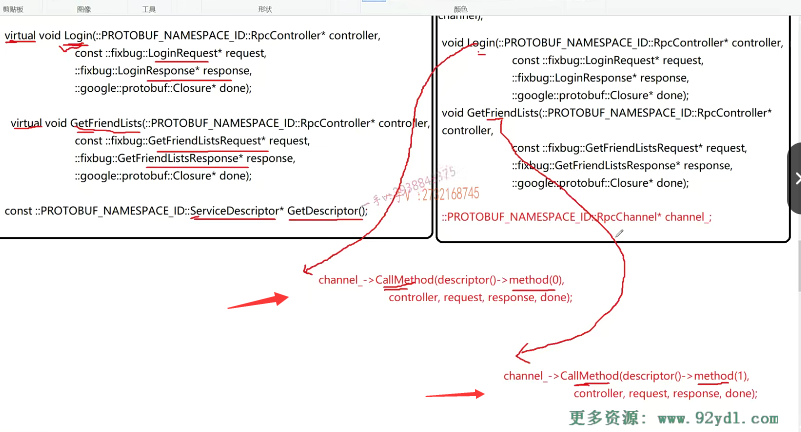 剪贴板
图像
工具
形状
颜色
virtual void Login(::PROTOBUF_NAMESPACE_ID::RpcController* controller,
const ::fixbug::LoginRequest* request,
::fixbug::LoginResponse* response,
::google::protobuf::Closure* done);
virtual void GetFriendLists(::PROTOBUF_NAMESPACE_ID::RpcController* controller,
const ::fixbug::GetFriendListsRequest* request,
::fixbug::GetFriendListsResponse* response,
::google::protobuf::Closure* done);
const ::PROTOBUF_NAMESPACE_ID::ServiceDescriptor* GetDescriptor();
channel);
void Login(::PROTOBUF_NAMESPACE_ID::RpcController* controller,
const ::fixbug::LoginRequest* request,
::fixbug::LoginResponse* response,
::google::protobuf::Closure* done);
void GetFriendLists(::PROTOBUF_NAMESPACE_ID::RpcController*
controller,
const ::fixbug::GetFriendListsRequest* request,
::fixbug::GetFriendListsResponse* response,
::google::protobuf::Closure* done);
::PROTOBUF_NAMESPACE_ID::RpcChannel* channel_;
channel_->CallMethod(descriptor()->method(0),
controller, request, response, done);
channel_->CallMethod(descriptor()->method(1),
controller, request, response, done);
更多资源: www.92ydl.com